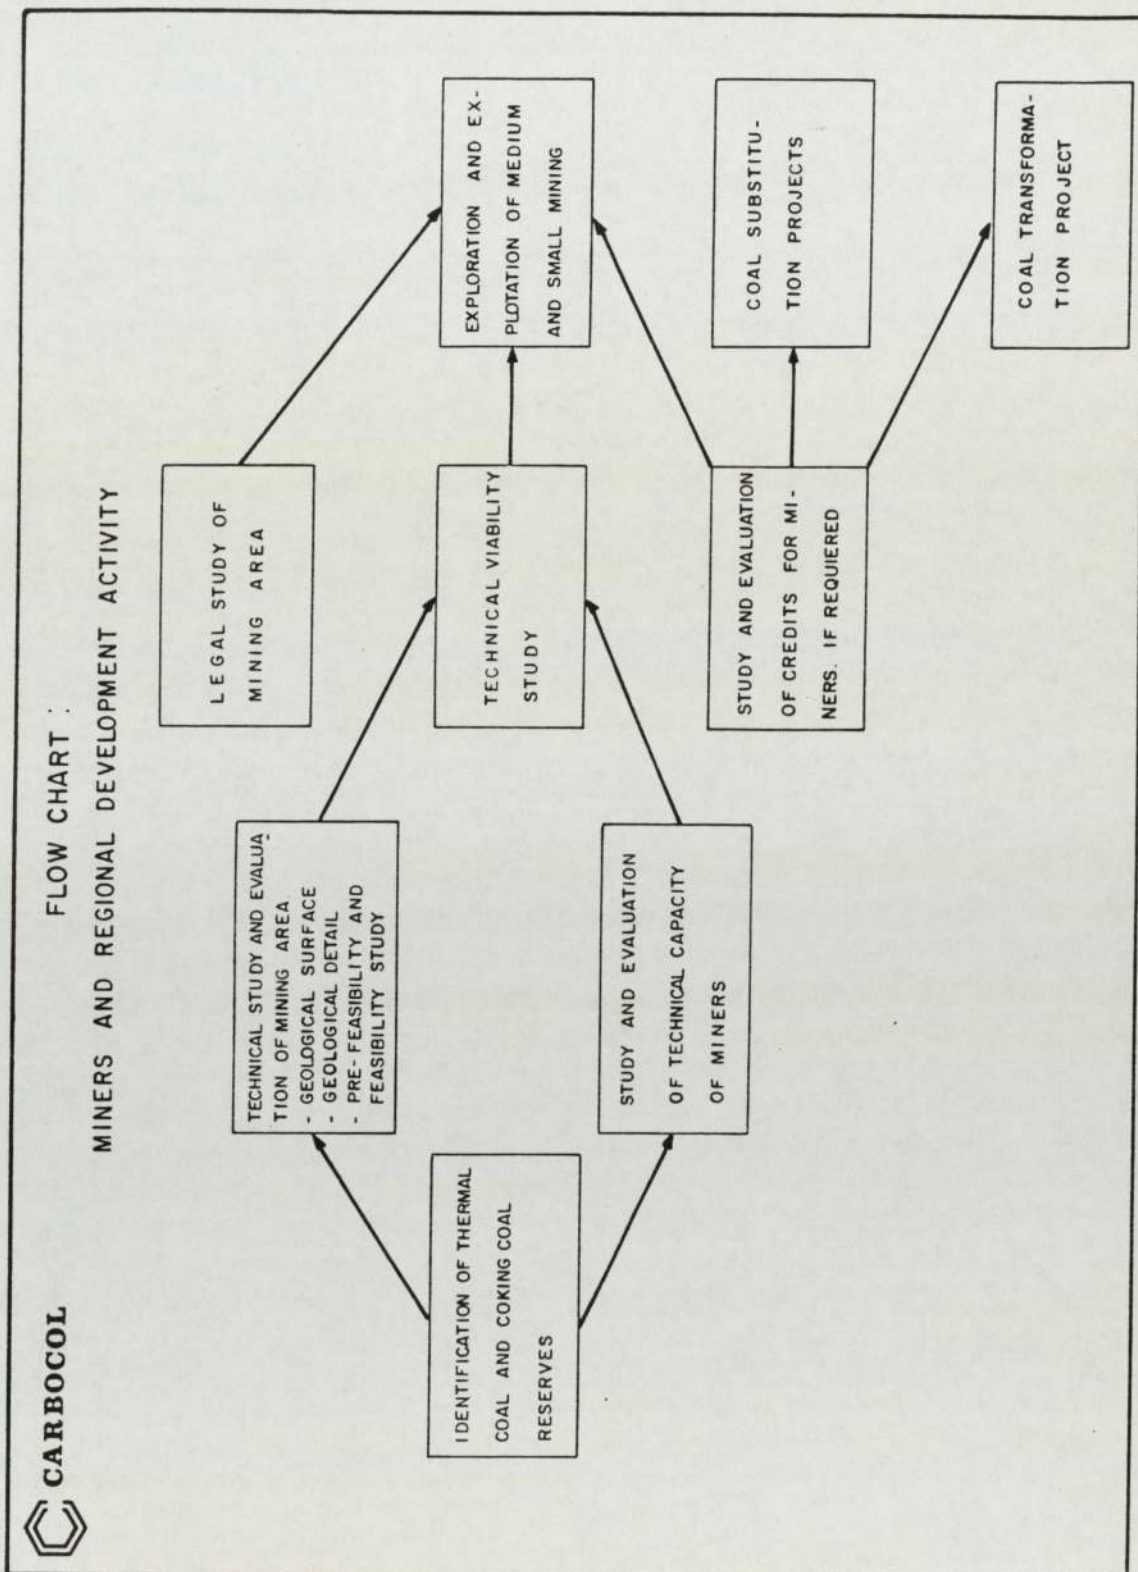 CARBOCOL
FLOW CHART :
MINERS AND REGIONAL DEVELOPMENT ACTIVITY
IDENTIFICATION OF THERMAL
COAL AND COKING COAL
RESERVES
TECHNICAL STUDY AND EVALUA-
TION OF MINING AREA
- GEOLOGICAL SURFACE
- GEOLOGICAL DETAIL
- PRE-FEASIBILITY AND
FEASIBILITY STUDY
STUDY AND EVALUATION
OF TECHNICAL CAPACITY
OF MINERS
LEGAL STUDY OF
MINING AREA
TECHNICAL VIABILITY
STUDY
STUDY AND EVALUATION
OF CREDITS FOR MI-
NERS. IF REQUIERED
EXPLORATION AND EX-
PLOTATION OF MEDIUM
AND SMALL MINING
COAL SUBSTITU-
TION PROJECTS
COAL TRANSFORMA-
TION PROJECT